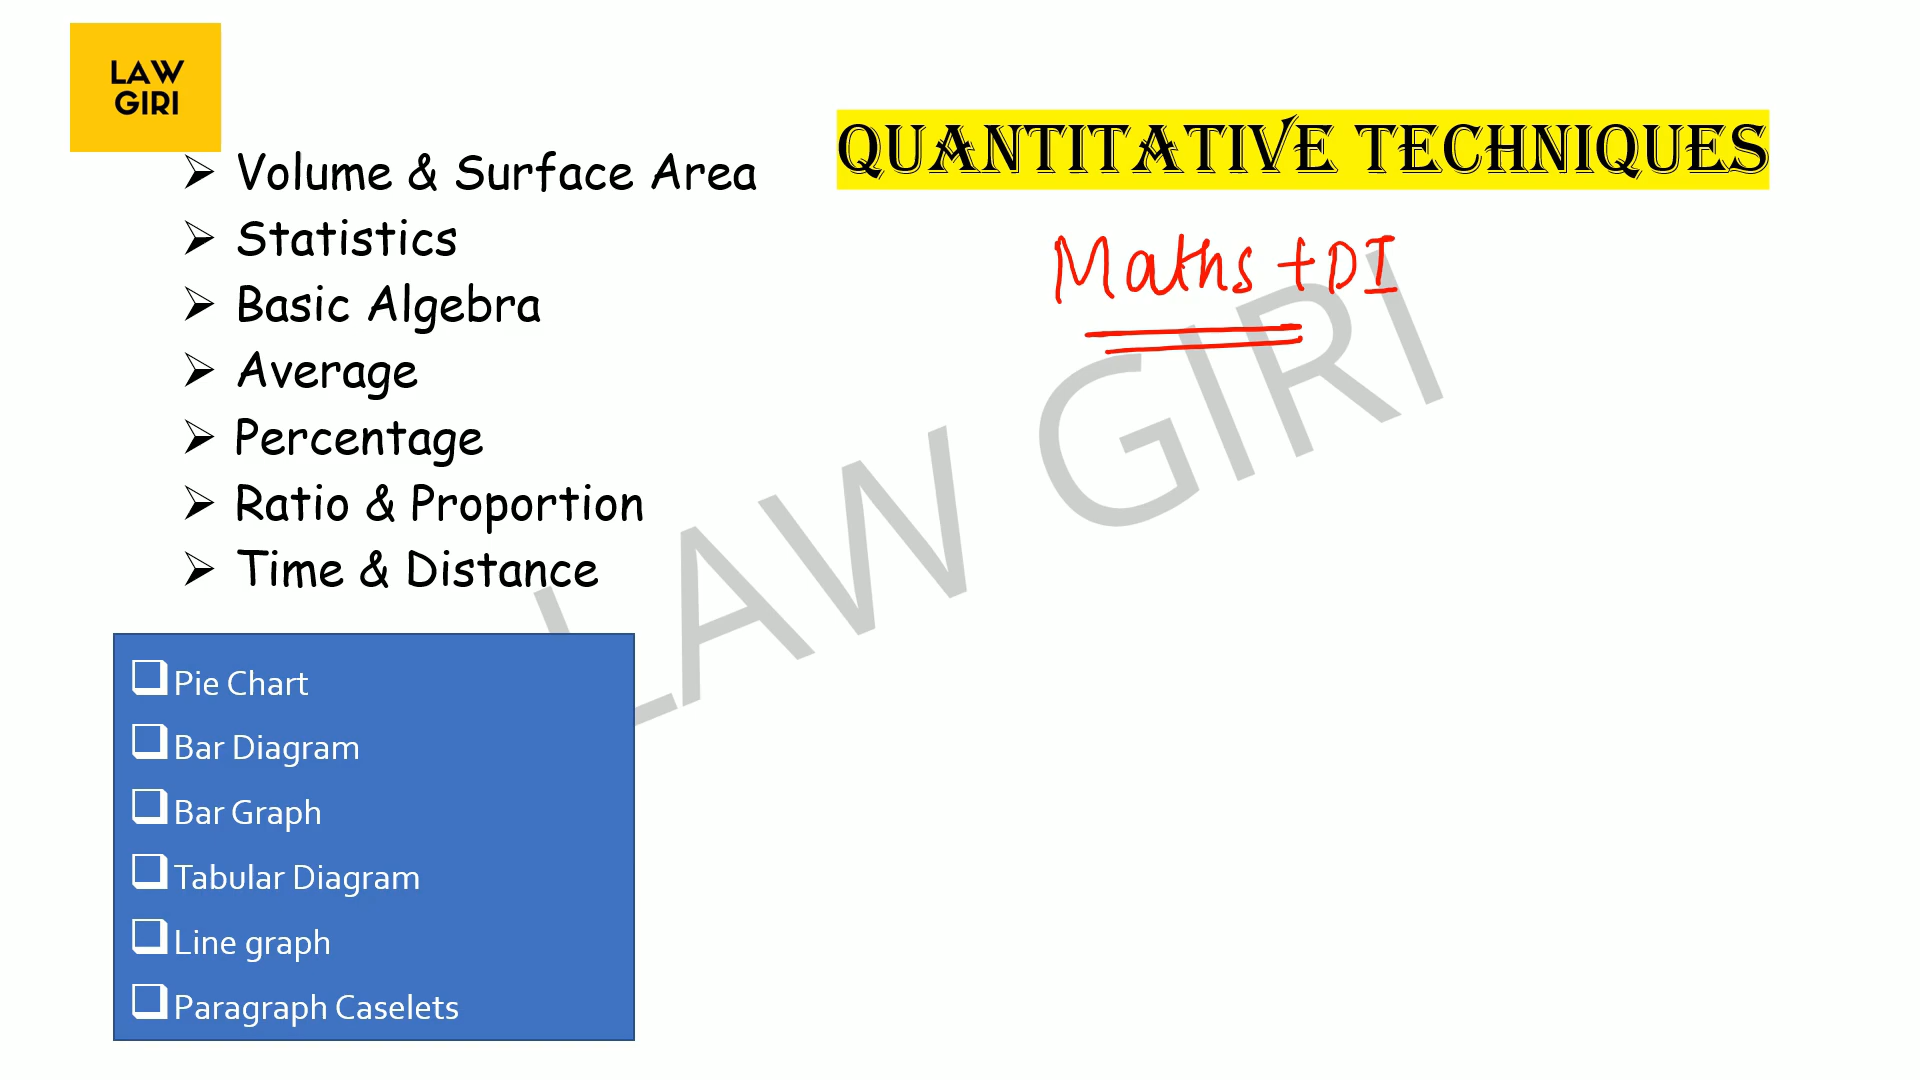 LAW
GIRI
QUANTITATIVE TECHNIQUES
Maths + DI
Volume & Surface Area
Statistics
Basic Algebra
Average
Percentage
Ratio & Proportion
Time & Distance
LAW GIRI
Pie Chart
Bar Diagram
Bar Graph
Tabular Diagram
Line graph
Paragraph Caselets